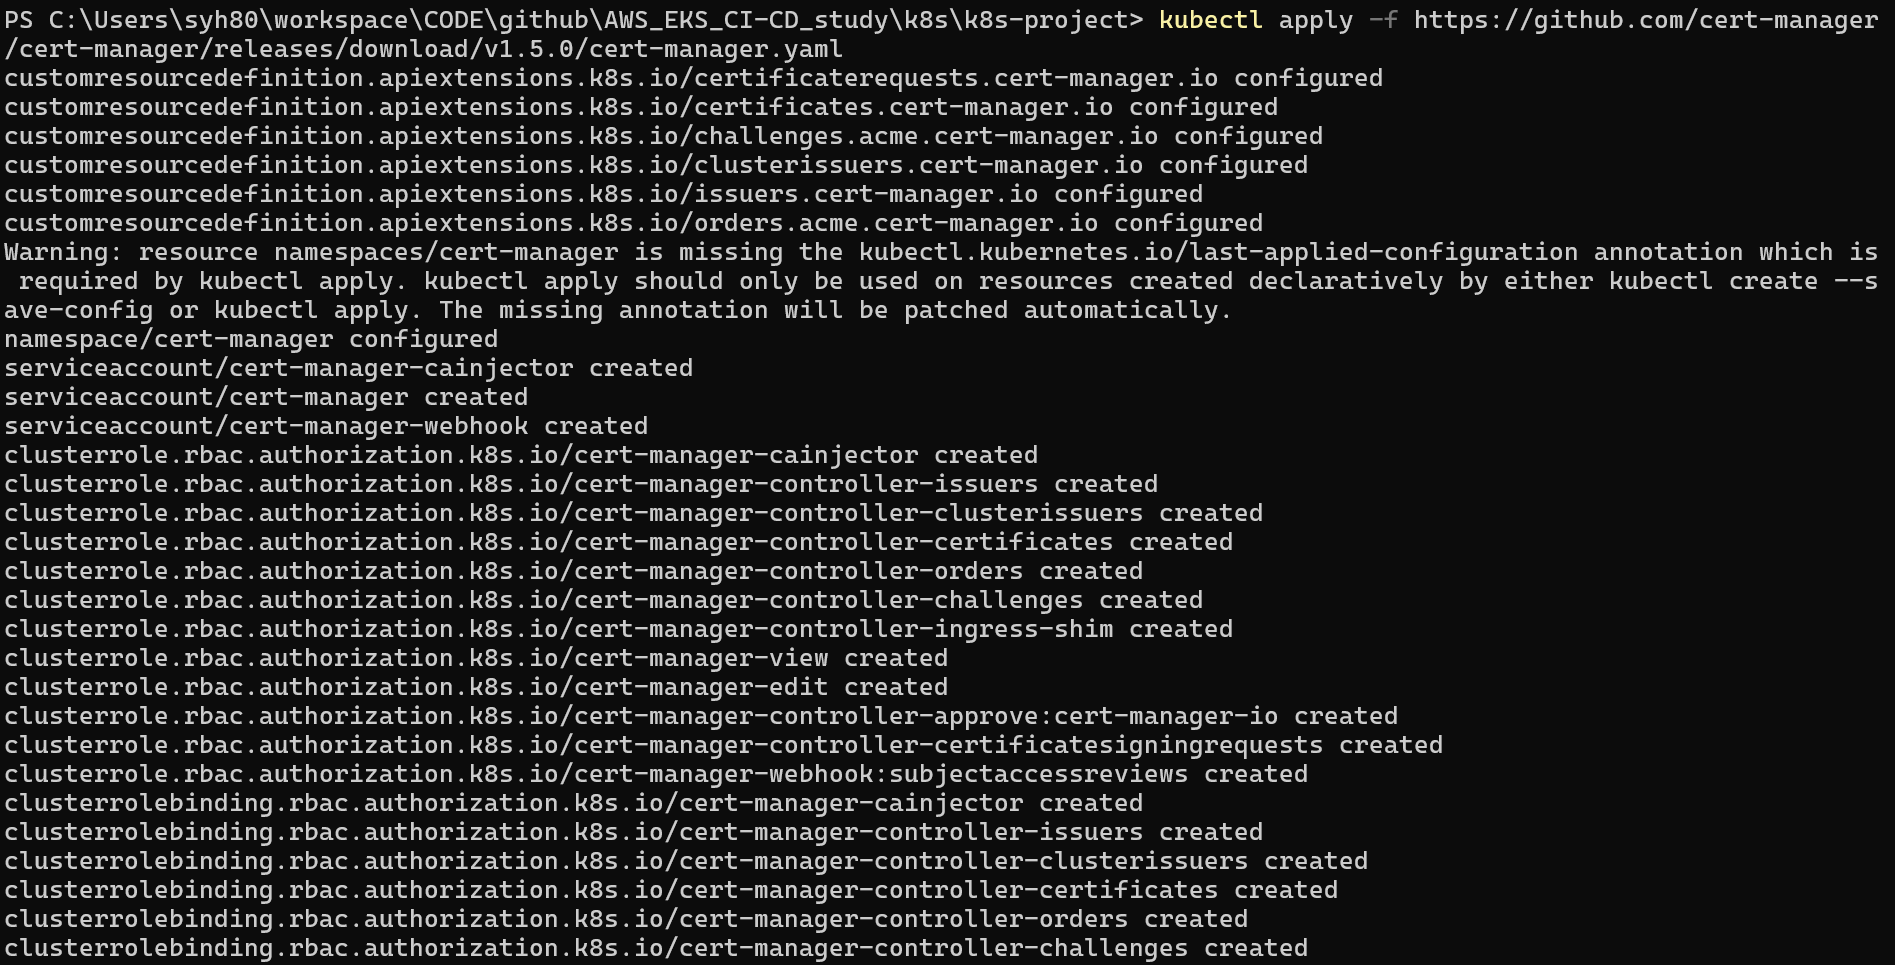 PS C:\Users\syh80\workspace\CODE\github\AWS_EKS_CI-CD_study\k8s\k8s-project> kubectl apply -f https://github.com/cert-manager
/cert-manager/releases/download/v1.5.0/cert-manager.yaml
customresourcedefinition.apiextensions.k8s.io/certificaterequests.cert-manager.io configured
customresourcedefinition.apiextensions.k8s.io/certificates.cert-manager.io configured
customresourcedefinition.apiextensions.k8s.io/challenges.acme.cert-manager.io configured
customresourcedefinition.apiextensions.k8s.io/clusterissuers.cert-manager.io configured
customresourcedefinition.apiextensions.k8s.io/issuers.cert-manager.io configured
customresourcedefinition.apiextensions.k8s.io/orders.acme.cert-manager.io configured
Warning: resource namespaces/cert-manager is missing the kubectl.kubernetes.io/last-applied-configuration annotation which is
 required by kubectl apply. kubectl apply should only be used on resources created declaratively by either kubectl create --s
ave-config or kubectl apply. The missing annotation will be patched automatically.
namespace/cert-manager configured
serviceaccount/cert-manager-cainjector created
serviceaccount/cert-manager created
serviceaccount/cert-manager-webhook created
clusterrole.rbac.authorization.k8s.io/cert-manager-cainjector created
clusterrole.rbac.authorization.k8s.io/cert-manager-controller-issuers created
clusterrole.rbac.authorization.k8s.io/cert-manager-controller-clusterissuers created
clusterrole.rbac.authorization.k8s.io/cert-manager-controller-certificates created
clusterrole.rbac.authorization.k8s.io/cert-manager-controller-orders created
clusterrole.rbac.authorization.k8s.io/cert-manager-controller-challenges created
clusterrole.rbac.authorization.k8s.io/cert-manager-controller-ingress-shim created
clusterrole.rbac.authorization.k8s.io/cert-manager-view created
clusterrole.rbac.authorization.k8s.io/cert-manager-edit created
clusterrole.rbac.authorization.k8s.io/cert-manager-controller-approve:cert-manager-io created
clusterrole.rbac.authorization.k8s.io/cert-manager-controller-certificatesigningrequests created
clusterrole.rbac.authorization.k8s.io/cert-manager-webhook:subjectaccessreviews created
clusterrolebinding.rbac.authorization.k8s.io/cert-manager-cainjector created
clusterrolebinding.rbac.authorization.k8s.io/cert-manager-controller-issuers created
clusterrolebinding.rbac.authorization.k8s.io/cert-manager-controller-clusterissuers created
clusterrolebinding.rbac.authorization.k8s.io/cert-manager-controller-certificates created
clusterrolebinding.rbac.authorization.k8s.io/cert-manager-controller-orders created
clusterrolebinding.rbac.authorization.k8s.io/cert-manager-controller-challenges created